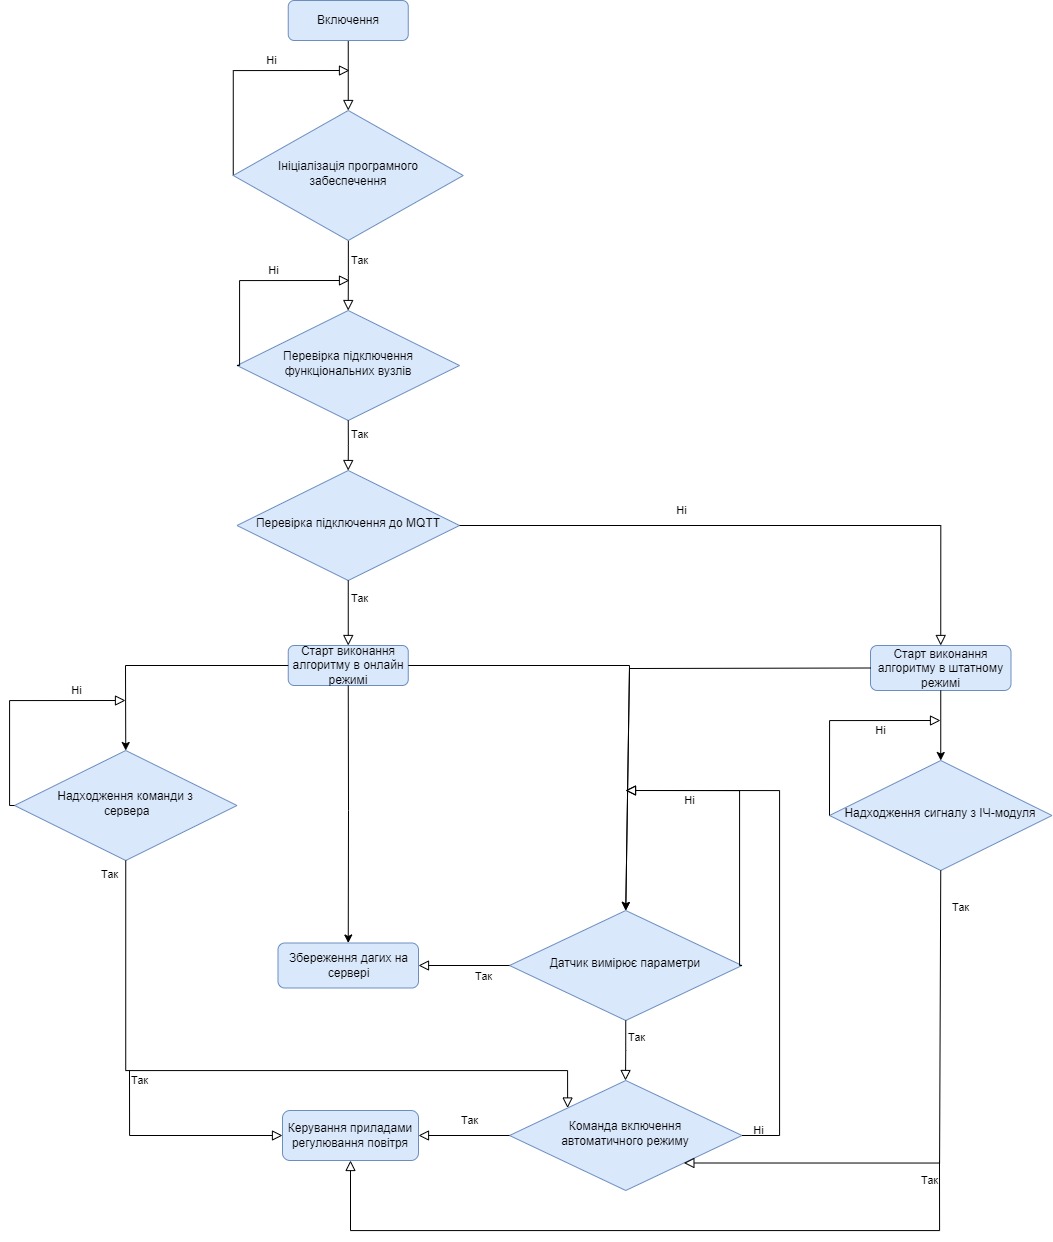 Включення
Ні
Ініціалізація програмного
забеспечення
Так
Ні
Перевірка підключення
функціональних вузлів
Так
Перевірка підключення до MQTT
Ні
Так
Старт виконання
алгоритму в онлайн
режимі
Старт виконання
алгоритму в штатному
режимі
Ні
Ні
Надходження команди з
сервера
Ні
Надходження сигналу з ІЧ-модуля
Так
Так
Збереження дагих на
сервері
Так
Датчик вимірює параметри
Так
Так
Керування приладами
регулювання повітря
Так
Команда включення
автоматичного режиму
Ні
Так